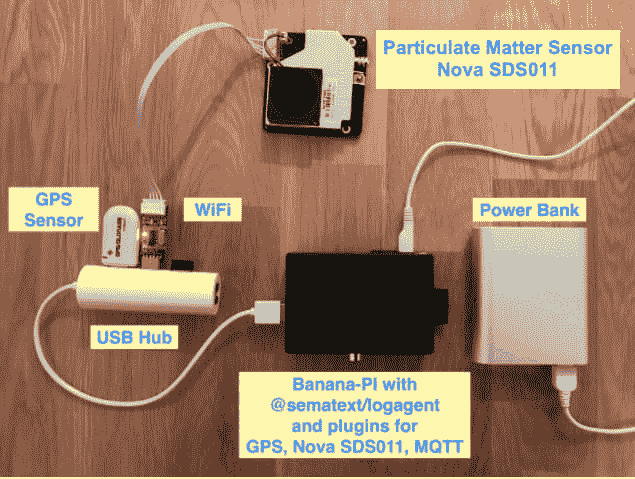 Particulate Matter Sensor
Nova SDS011
GPS
Sensor
WiFi
Power Bank
USB Hub
Banana-PI with
@sematext/logagent
and plugins for
GPS, Nova SDS011, MQTT